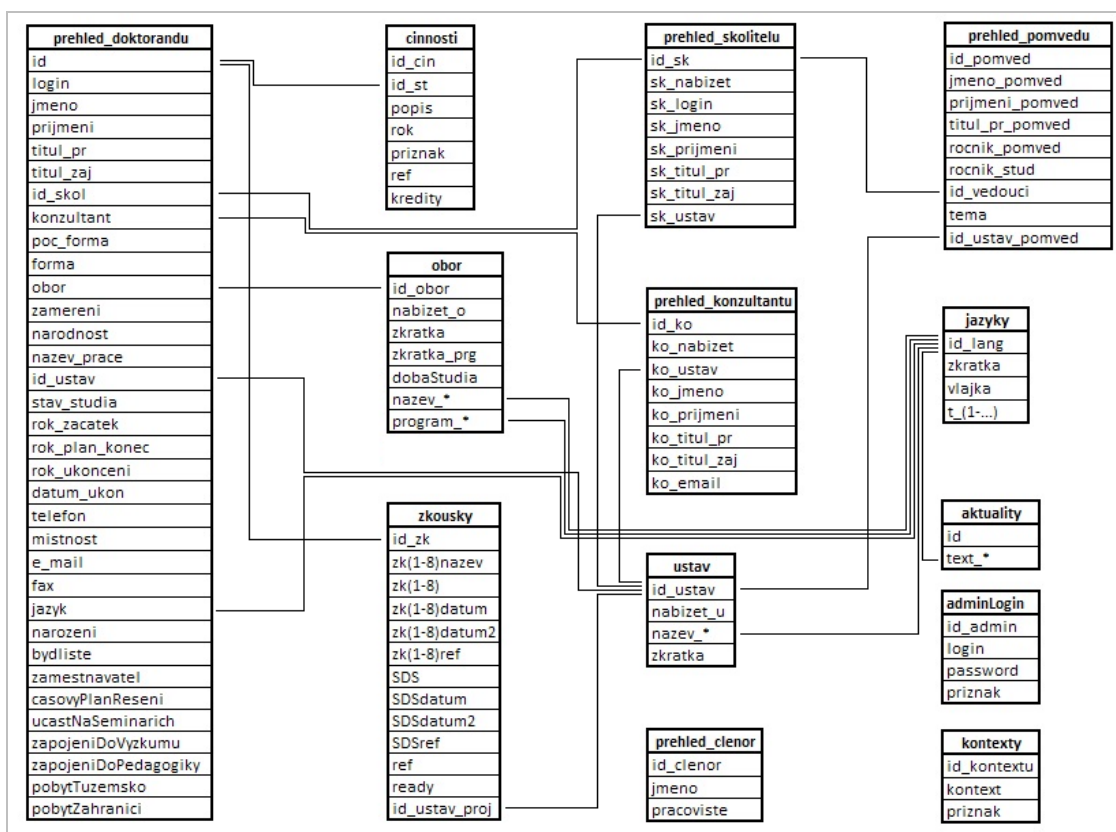 prehled_doktorandu
id
login
jmeno
prijmeni
titul_pr
titul_zaj
id_skol
konzultant
poc_forma
forma
obor
zamereni
narodnost
nazev_prace
id_ustav
stav_studia
rok_zacatek
rok_plan_konec
rok_ukonceni
datum_ukon
telefon
mistnost
e_mail
fax
jazyk
narozeni
bydliste
zamestnavatel
casovyPlanReseni
ucastNaSeminarich
zapojeniDoVyzkumu
zapojeniDoPedagogiky
pobytTuzemsko
pobytZahranici
cinnosti
id_cin
id_st
popis
rok
priznak
ref
kredity
obor
id_obor
nabizet_o
zkratka
zkratka_prg
dobaStudia
nazev_*
program_*
zkousky
id_zk
zk(1-8)nazev
zk(1-8)
zk(1-8)datum
zk(1-8)datum2
zk(1-8)ref
SDS
SDSdatum
SDSdatum2
SDSref
ref
ready
id_ustav_proj
prehled_skolitelu
id_sk
sk_nabizet
sk_login
sk_jmeno
sk_prijmeni
sk_titul_pr
sk_titul_zaj
sk_ustav
prehled_konzultantu
id_ko
ko_nabizet
ko_ustav
ko_jmeno
ko_prijmeni
ko_titul_pr
ko_titul_zaj
ko_email
ustav
id_ustav
nabizet_u
nazev_*
zkratka
prehled_clenor
id_clenor
jmeno
pracoviste
prehled_pomvedu
id_pomved
jmeno_pomved
prijmeni_pomved
titul_pr_pomved
rocnik_pomved
rocnik_stud
id_vedouci
tema
id_ustav_pomved
jazyky
id_lang
zkratka
vlajka
t_(1-...)
aktuality
id
text_*
adminLogin
id_admin
login
password
priznak
kontexty
id_kontextu
kontext
priznak